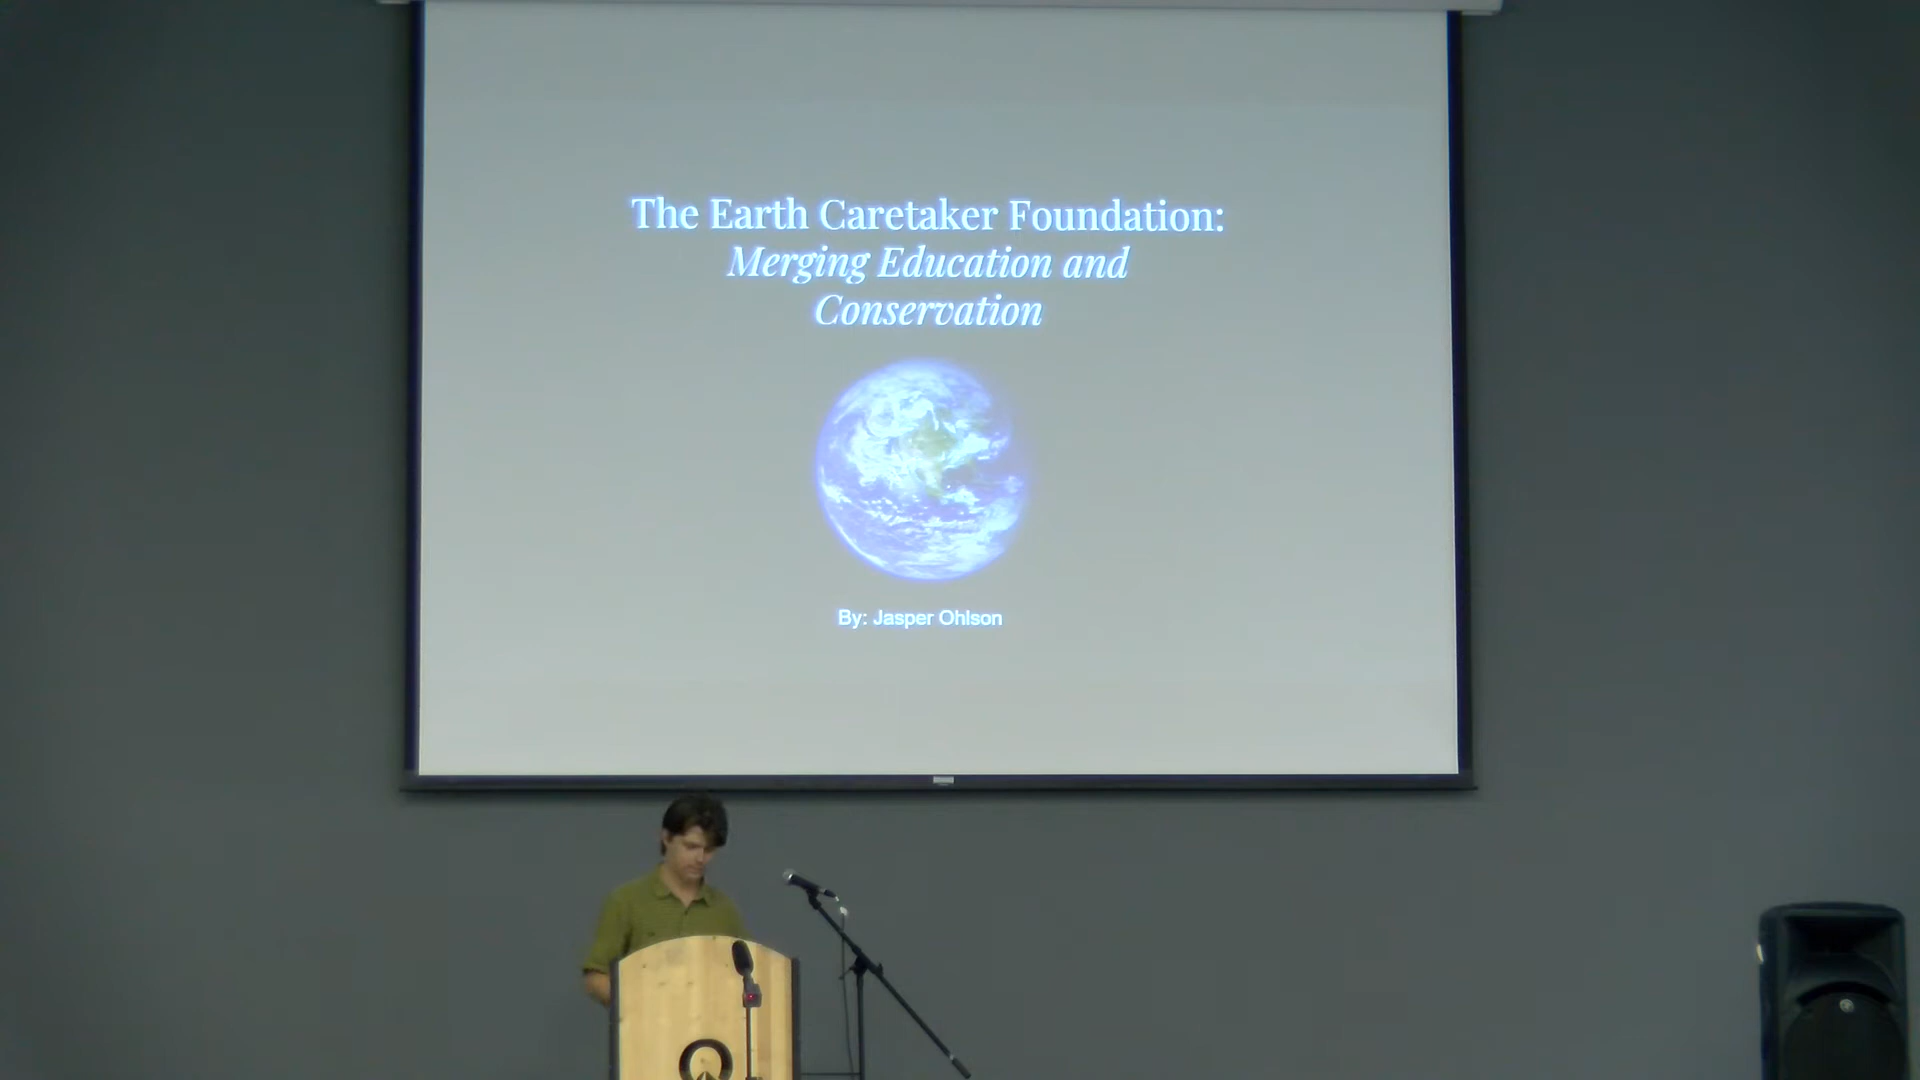 The Earth Caretaker Foundation:
Merging Education and
Conservation
By: Jasper Ohlson